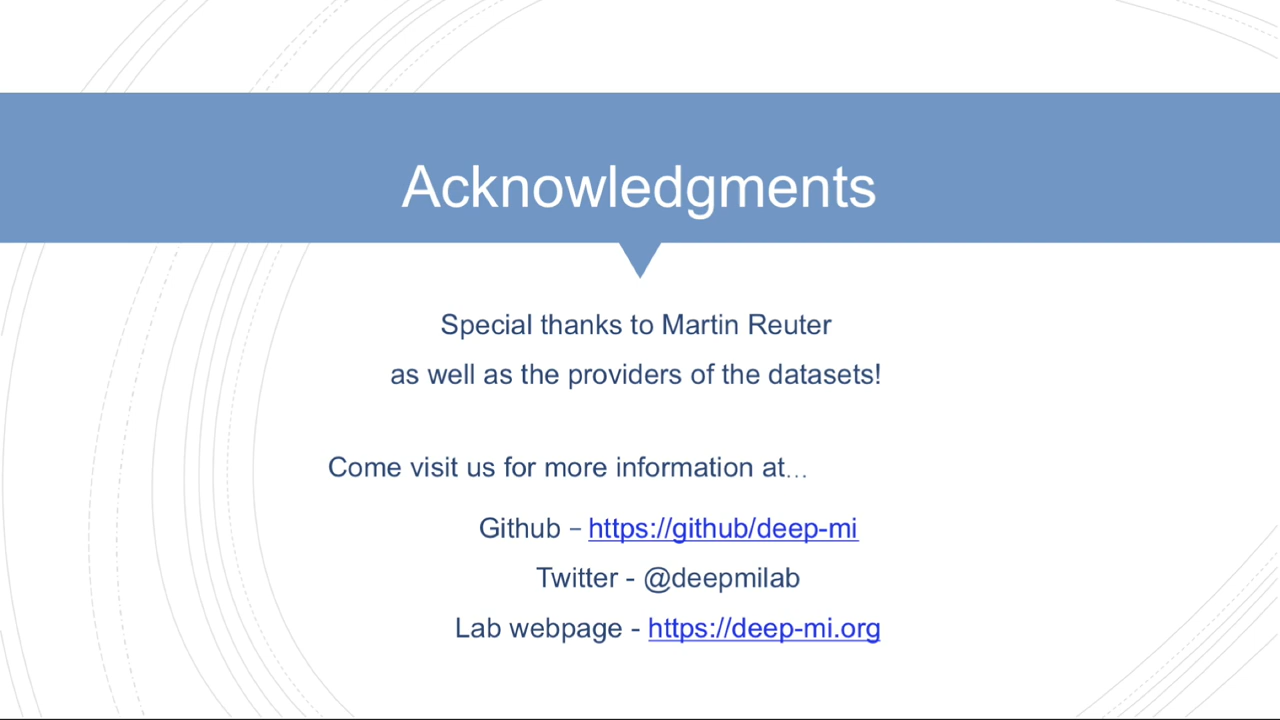 Acknowledgments
Special thanks to Martin Reuter
as well as the providers of the datasets!
Come visit us for more information at…
Github – https://github/deep-mi
Twitter - @deepmilab
Lab webpage - https://deep-mi.org